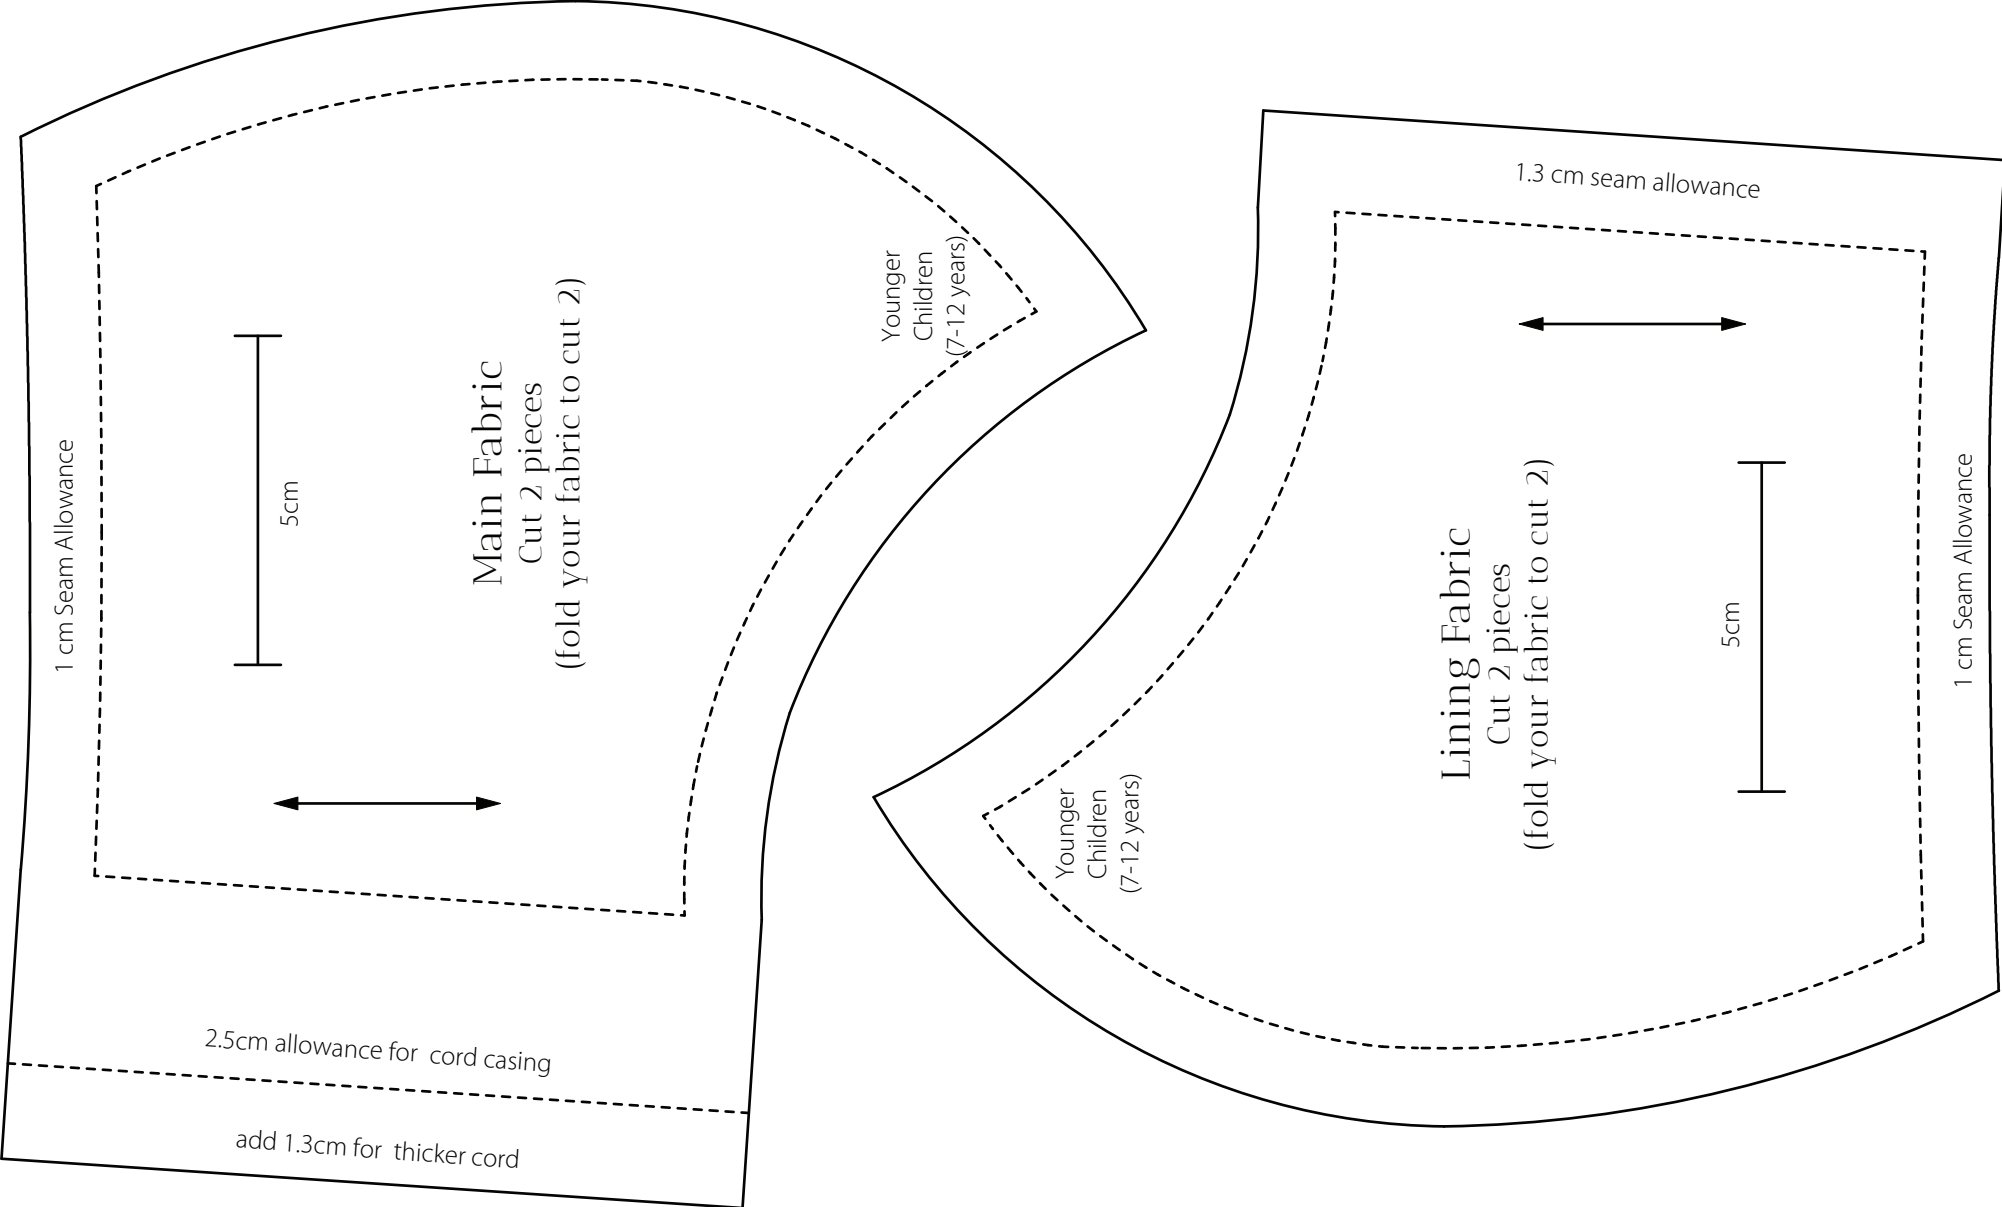 1 cm Seam Allowance
5cm
Main Fabric
Cut 2 pieces
(fold your fabric to cut 2)
Younger
Children
(7-12 years)
2.5cm allowance for  cord casing
add 1.3cm for  thicker cord
1.3 cm seam allowance
Younger
Children
(7-12 years)
Lining Fabric
Cut 2 pieces
(fold your fabric to cut 2)
5cm
1 cm Seam Allowance